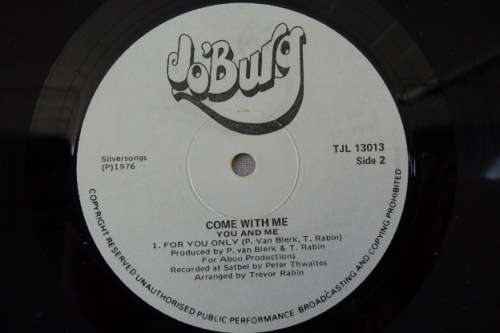 Jo'Burg
Silversongs
(P)1976
TJL 13013
Side 2
COME WITH ME
YOU AND ME
1. FOR YOU ONLY (P. Van Blerk, T. Rabin)
Produced by P. van Blerk & T. Rabin
For Aboo Productions
Recorded at Satbel by Peter Thwaites
Arranged by Trevor Rabin
COPYRIGHT RESERVED UNAUTHORISED PUBLIC PERFORMANCE BROADCASTING AND COPYING PROHIBITED